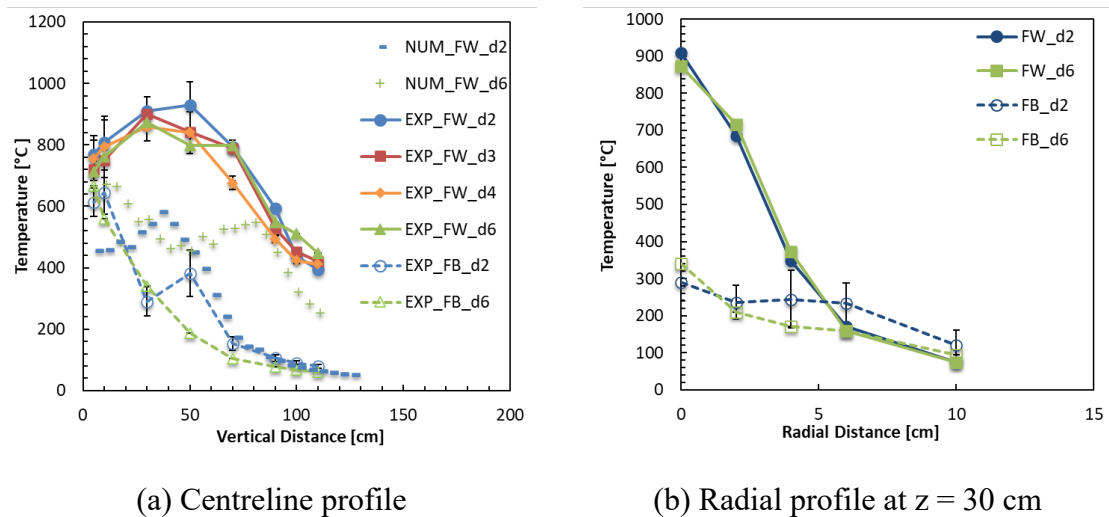 1200
1000
800
600
400
200
0
Temperature [°C]
0
50
100
150
200
Vertical Distance [cm]
NUM_FW_d2
NUM_FW_d6
EXP_FW_d2
EXP_FW_d3
EXP_FW_d4
EXP_FW_d6
EXP_FB_d2
EXP_FB_d6
(a) Centreline profile
1000
900
800
700
600
500
400
300
200
100
0
Temperature [°C]
0
5
10
15
Radial Distance [cm]
FW_d2
FW_d6
FB_d2
FB_d6
(b) Radial profile at z = 30 cm